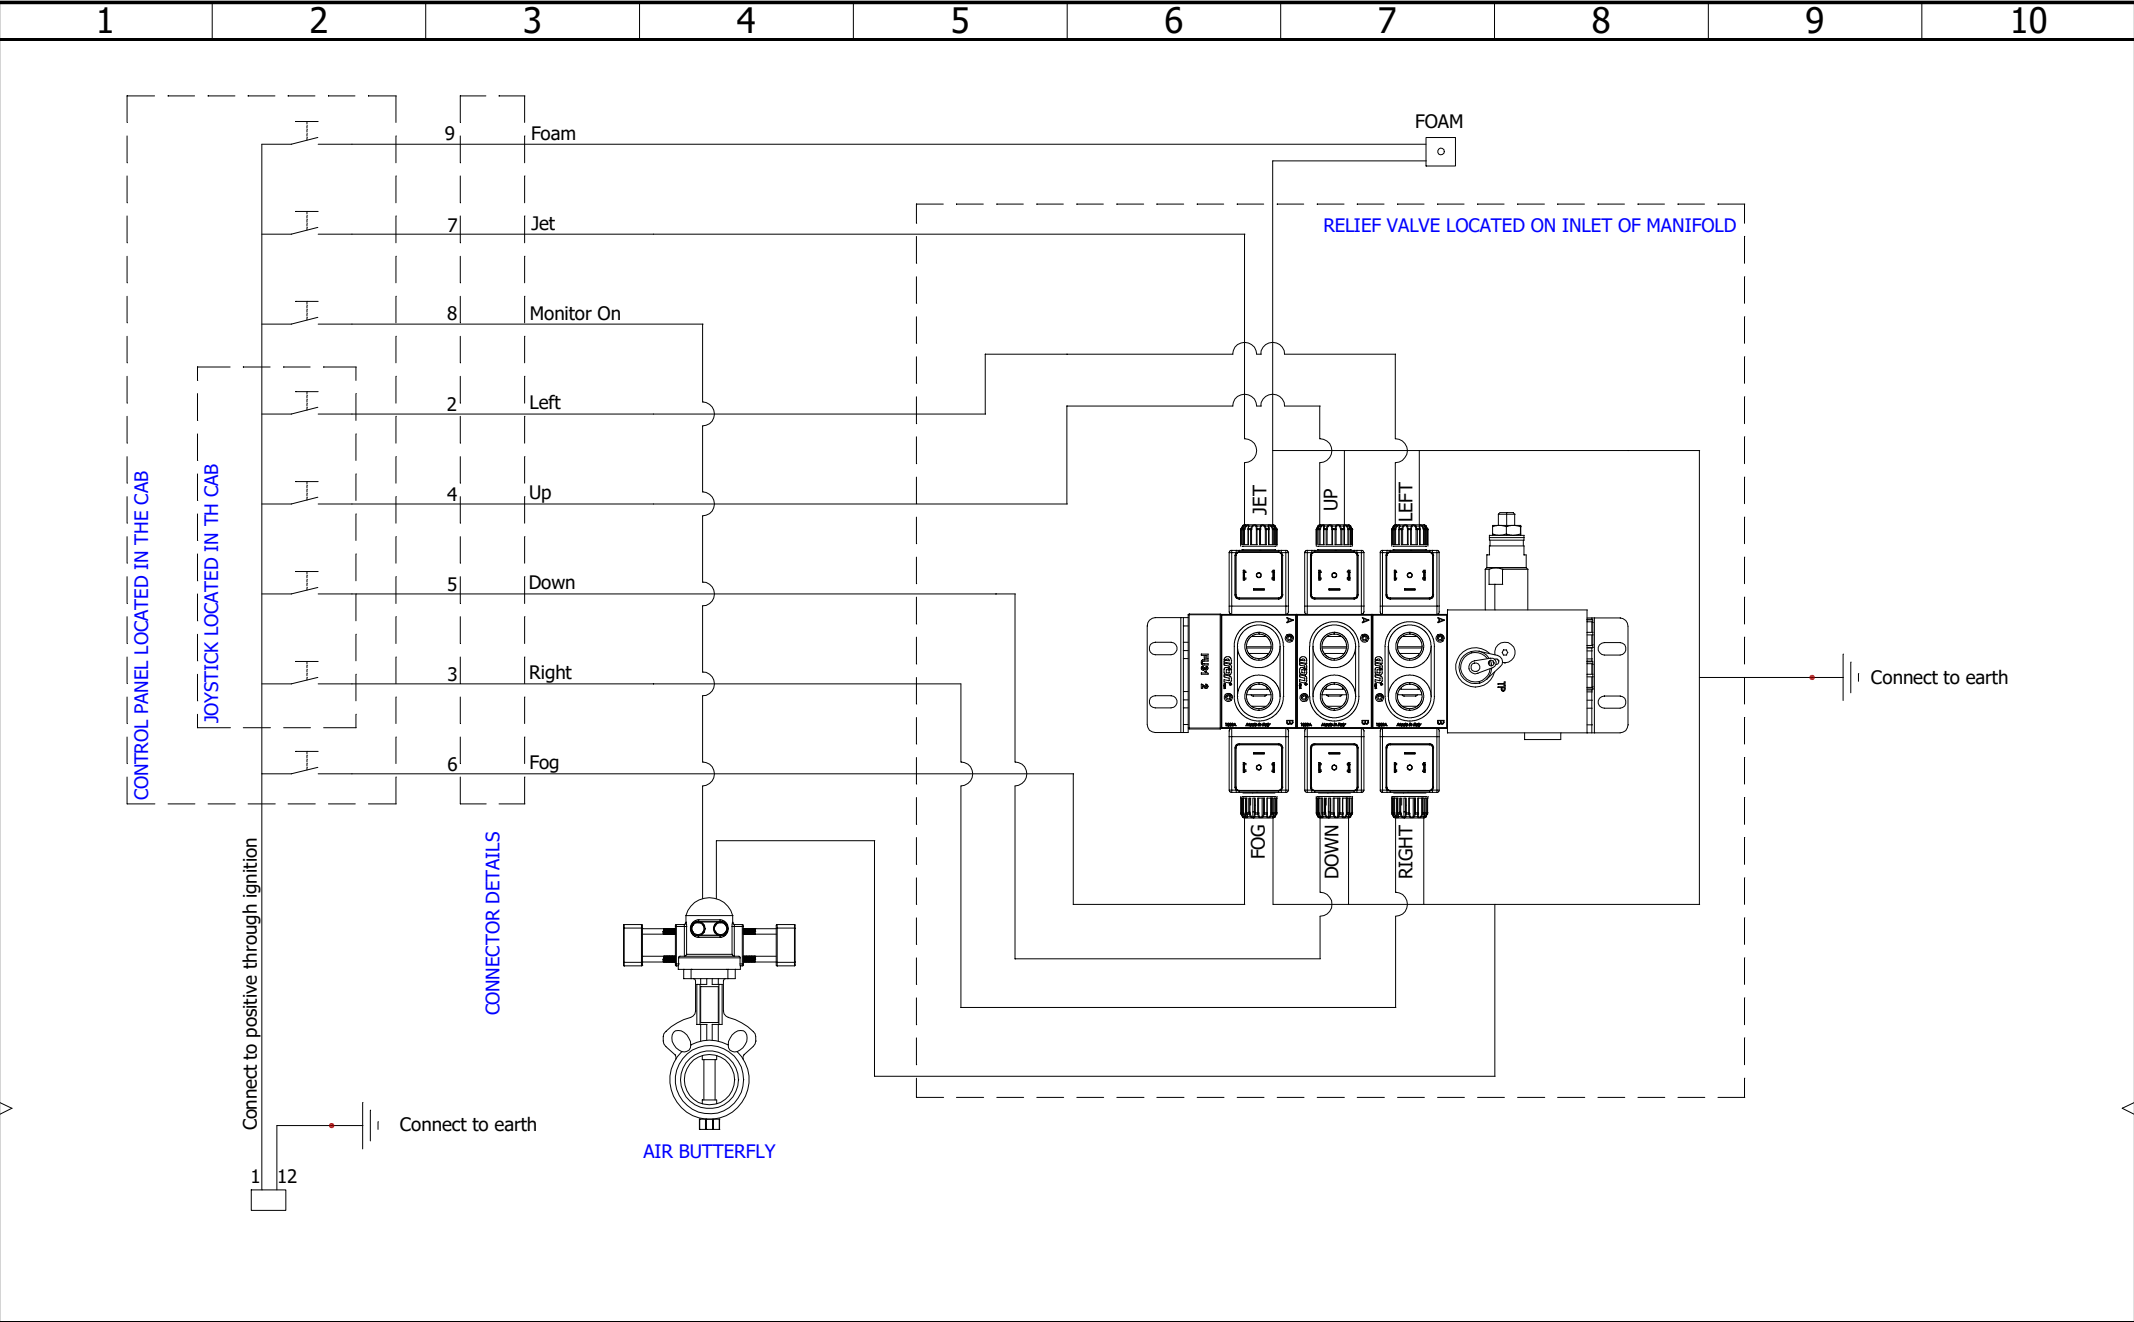 1 2 3 4 5 6 7 8 9 10
FOAM
9 Foam
7 Jet
RELIEF VALVE LOCATED ON INLET OF MANIFOLD
8 Monitor On
2 Left
4 Up
5 Down
3 Right
6 Fog
CONTROL PANEL LOCATED IN THE CAB
JOYSTICK LOCATED IN TH CAB
CONNECTOR DETAILS
Connect to positive through ignition
JET
UP
LEFT
A
A
A
PUSH 2
TP
B
B
B
FOG
DOWN
RIGHT
Connect to earth
Connect to earth
AIR BUTTERFLY
1 12